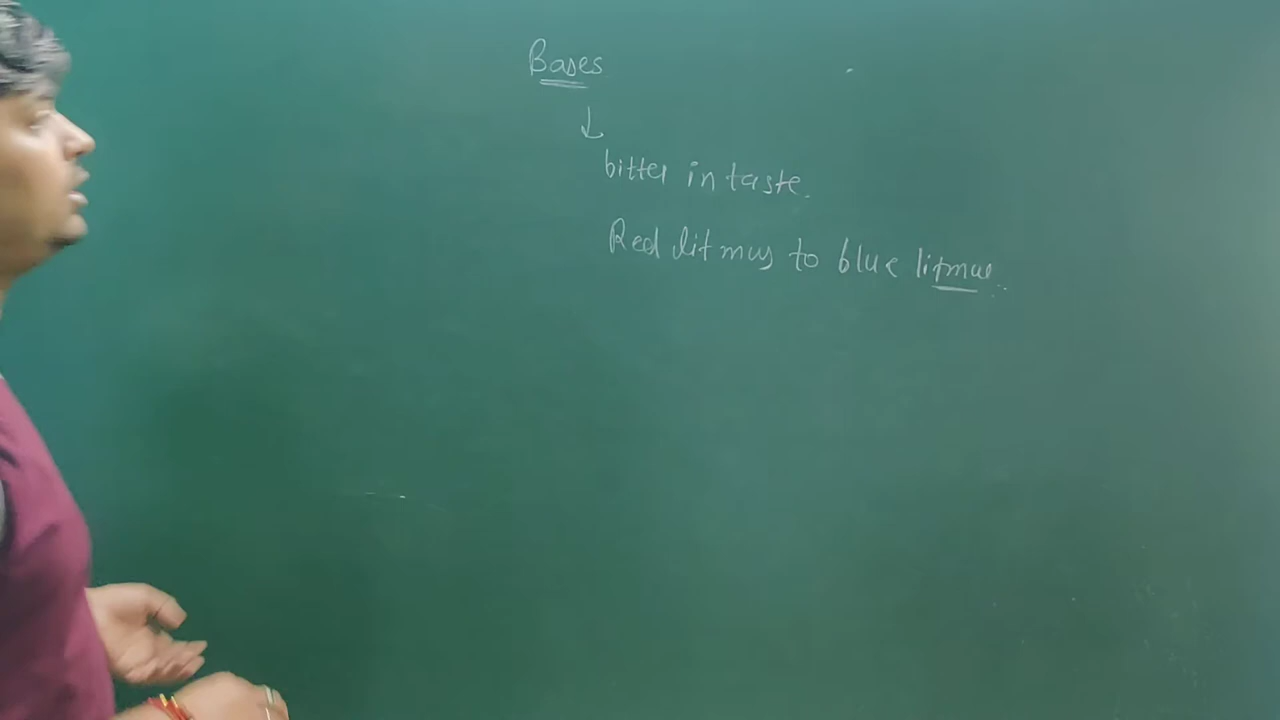 Bases
↓
bitter in taste.
Red litmus to blue litmus.